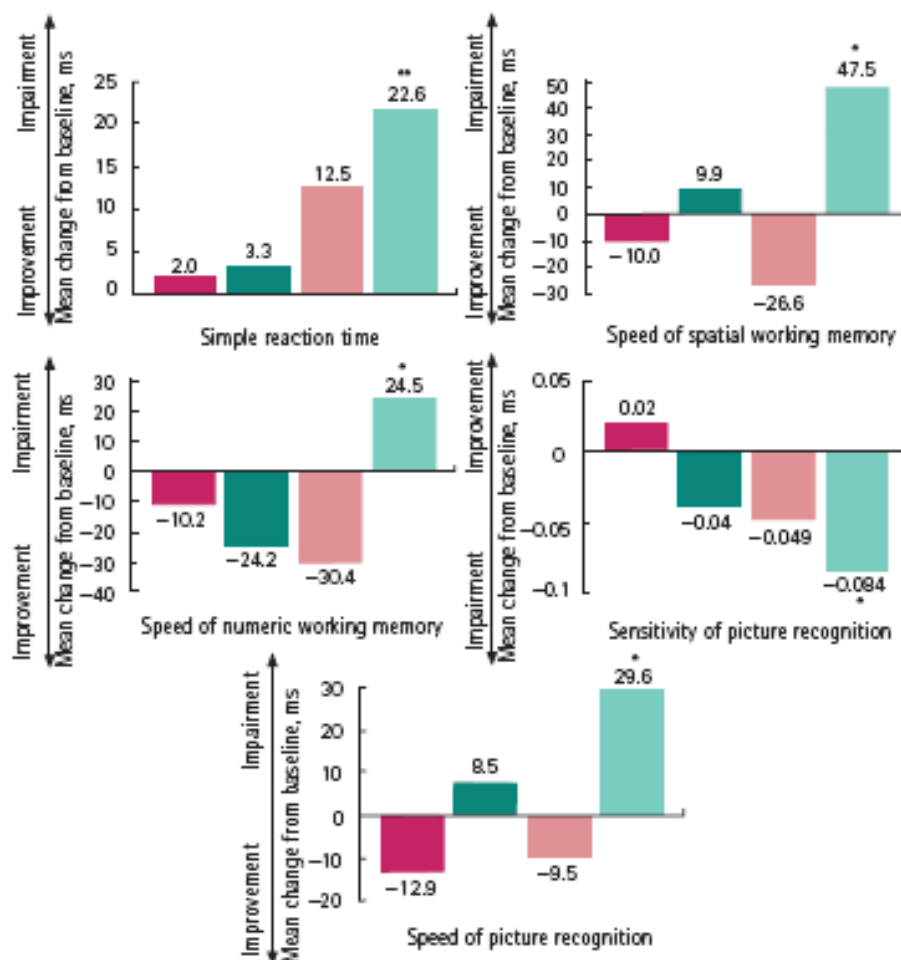 Impairment
Improvement
Mean change from baseline, ms
25
20
15
10
5
0
2.0
3.3
12.5
**
22.6
Simple reaction time
Impairment
Improvement
Mean change from baseline, ms
50
40
30
20
10
0
−10
−20
−30
−10.0
9.9
−26.6
*
47.5
Speed of spatial working memory
Impairment
Improvement
Mean change from baseline, ms
30
20
10
0
−10
−20
−30
−40
−10.2
−24.2
−30.4
*
24.5
Speed of numeric working memory
Improvement
Impairment
Mean change from baseline, ms
0.05
0
−0.05
−0.1
0.02
−0.04
−0.049
−0.084
*
Sensitivity of picture recognition
Impairment
Improvement
Mean change from baseline, ms
30
20
10
0
−10
−20
−12.9
8.5
−9.5
*
29.6
Speed of picture recognition